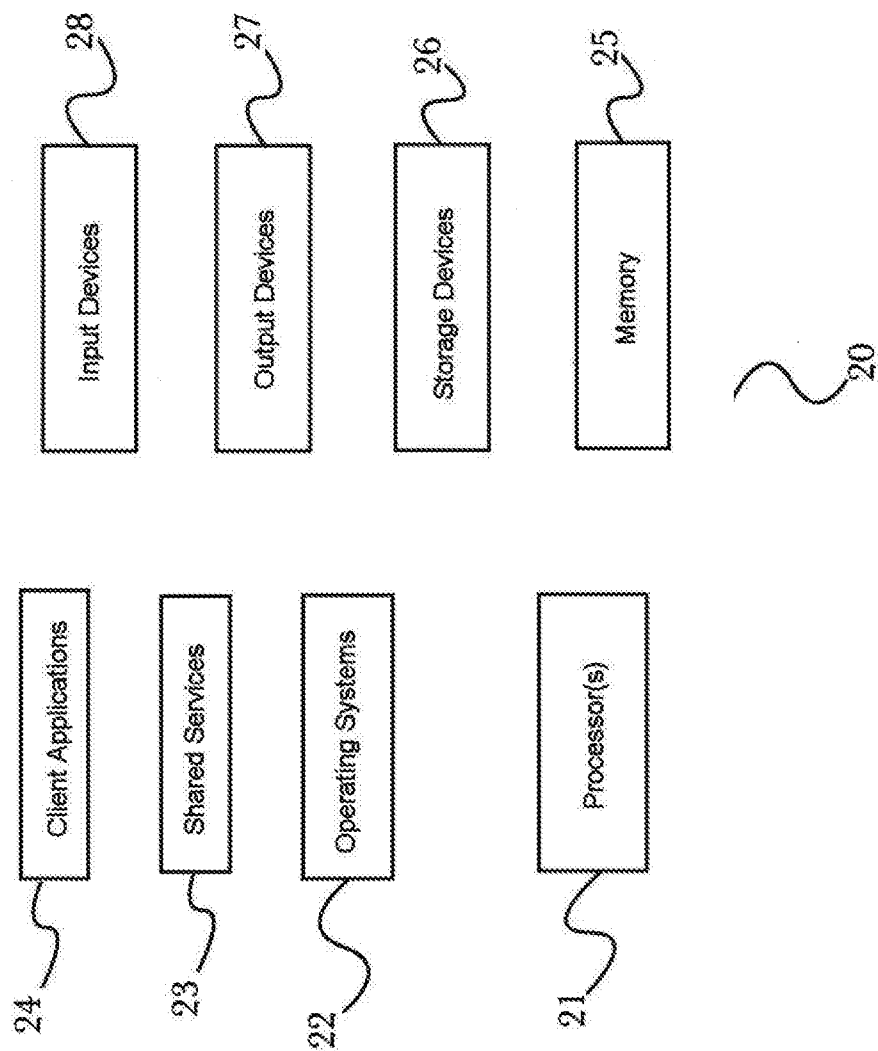 24
Client Applications
23
Shared Services
22
Operating Systems
21
Processor(s)
Input Devices
28
Output Devices
27
Storage Devices
26
Memory
25
20